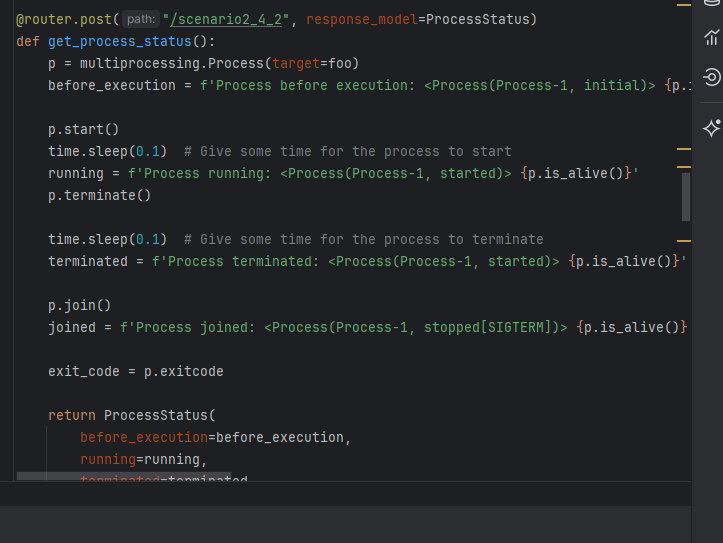 @router.post( path: "/scenario2_4_2", response_model=ProcessStatus)
def get_process_status():
    p = multiprocessing.Process(target=foo)
    before_execution = f'Process before execution: <Process(Process-1, initial)> {p.i

    p.start()
    time.sleep(0.1)  # Give some time for the process to start
    running = f'Process running: <Process(Process-1, started)> {p.is_alive()}'
    p.terminate()

    time.sleep(0.1)  # Give some time for the process to terminate
    terminated = f'Process terminated: <Process(Process-1, started)> {p.is_alive()}'

    p.join()
    joined = f'Process joined: <Process(Process-1, stopped[SIGTERM])> {p.is_alive()}

    exit_code = p.exitcode

    return ProcessStatus(
        before_execution=before_execution,
        running=running,
        terminated=terminated